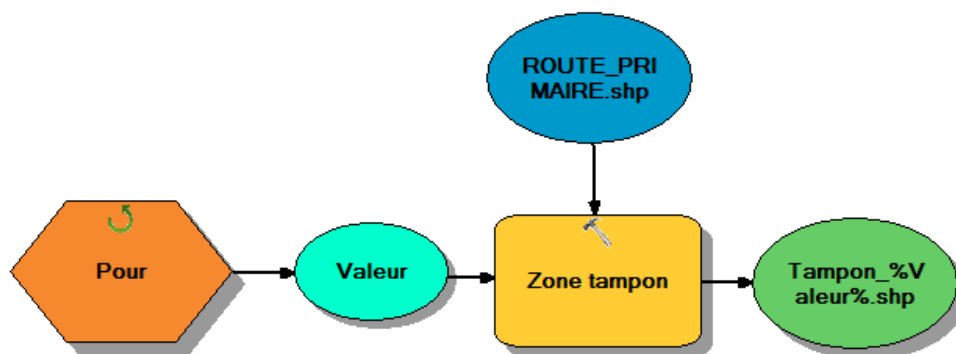 ROUTE_PRI
MAIRE.shp
Pour
Valeur
Zone tampon
Tampon_%V
aleur%.shp